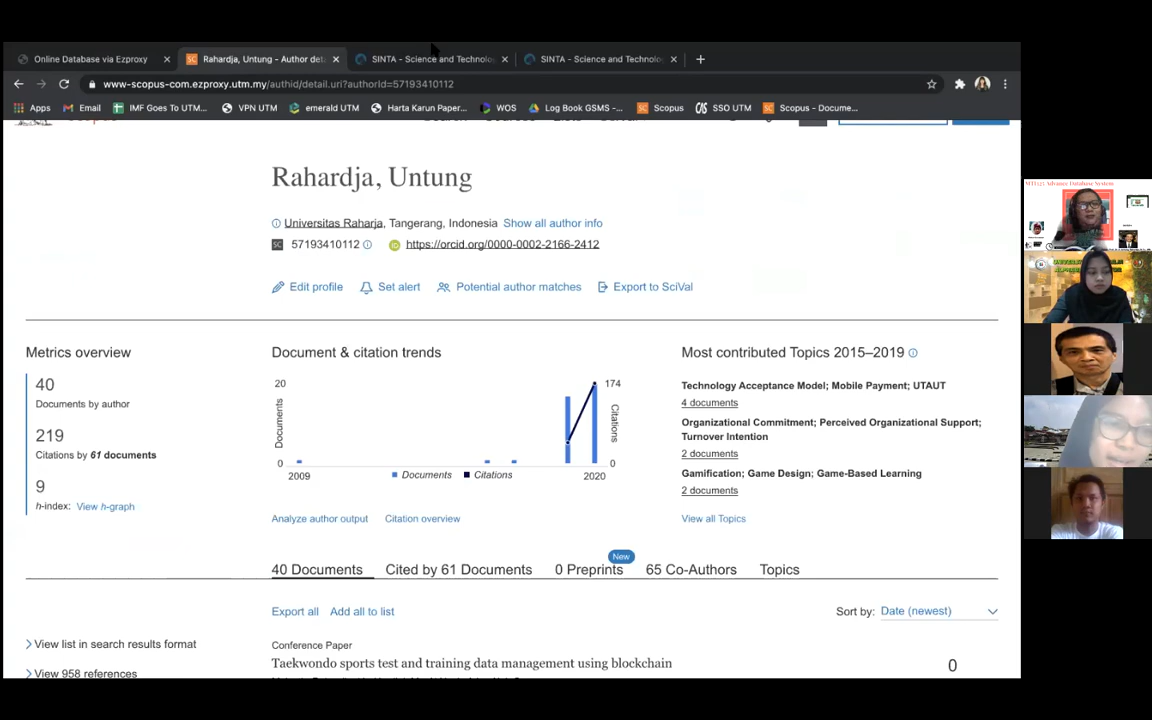 Online Database via Ezproxy
Rahardja, Untung - Author deta
SINTA - Science and Technolo
SINTA - Science and Technolo
www-scopus-com.ezproxy.utm.my/authid/detail.uri?authorId=57193410112
Apps
Email
IMF Goes To UTM...
VPN UTM
emerald UTM
Harta Karun Paper...
WOS
Log Book GSMS -...
Scopus
SSO UTM
Scopus - Docume...
Rahardja, Untung
Universitas Raharja, Tangerang, Indonesia Show all author info
SC 57193410112 iD https://orcid.org/0000-0002-2166-4412
Edit profile Set alert Potential author matches Export to SciVal
Metrics overview
40
Documents by author
219
Citations by 61 documents
9
h-index: View h-graph
Document & citation trends
20
174
Documents
Citations
0
0
2009
Documents Citations
2020
Analyze author output Citation overview
Most contributed Topics 2015–2019
Technology Acceptance Model; Mobile Payment; UTAUT
4 documents
Organizational Commitment; Perceived Organizational Support;
Turnover Intention
2 documents
Gamification; Game Design; Game-Based Learning
2 documents
View all Topics
New
40 Documents Cited by 61 Documents 0 Preprints 65 Co-Authors Topics
Export all Add all to list
Sort by: Date (newest)
View list in search results format
View 958 references
Conference Paper
Taekwondo sports test and training data management using blockchain
0